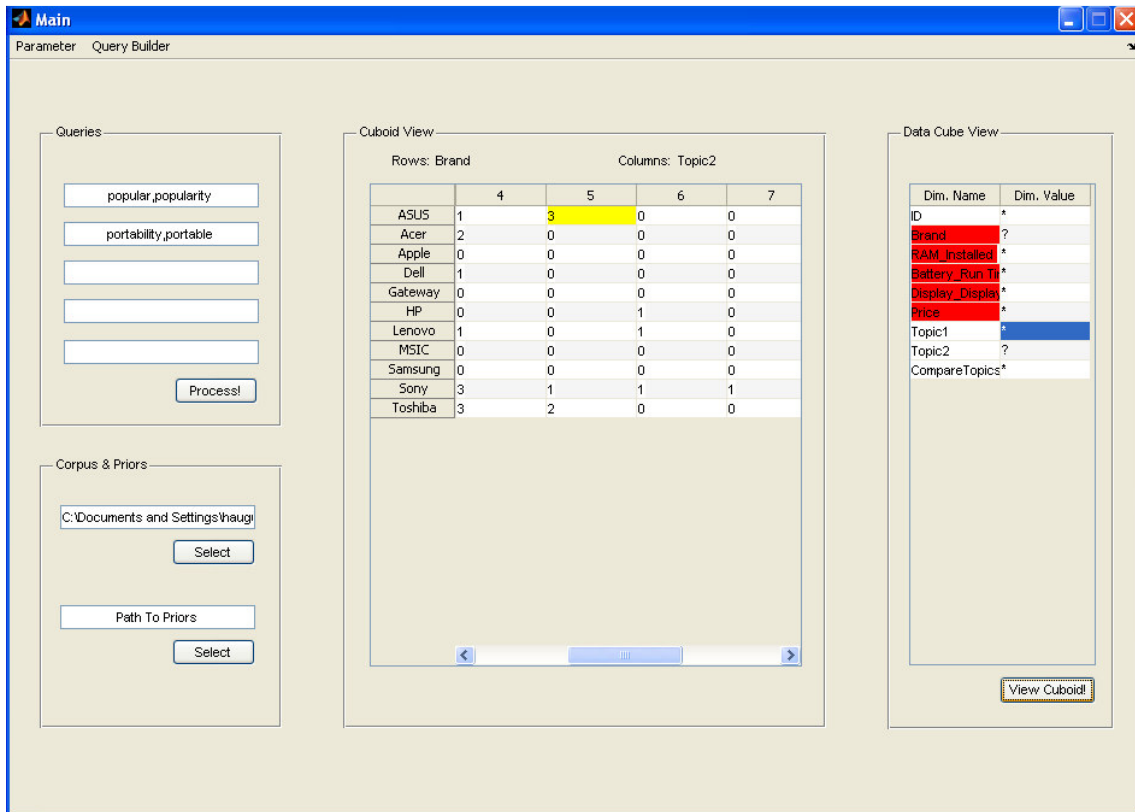 Main
Parameter Query Builder
Queries
popular,popularity
portability,portable
Process!
Corpus & Priors
C:\Documents and Settings\haug
Select
Path To Priors
Select
Cuboid View
Rows: Brand Columns: Topic2
4 5 6 7
ASUS 1 3 0 0
Acer 2 0 0 0
Apple 0 0 0 0
Dell 1 0 0 0
Gateway 0 0 0 0
HP 0 0 1 0
Lenovo 1 0 1 0
MSIC 0 0 0 0
Samsung 0 0 0 0
Sony 3 1 1 1
Toshiba 3 2 0 0
Data Cube View
Dim. Name Dim. Value
ID *
Brand ?
RAM_Installed *
Battery_Run Ti *
Display_Display *
Price *
Topic1 *
Topic2 ?
CompareTopics *
View Cuboid!